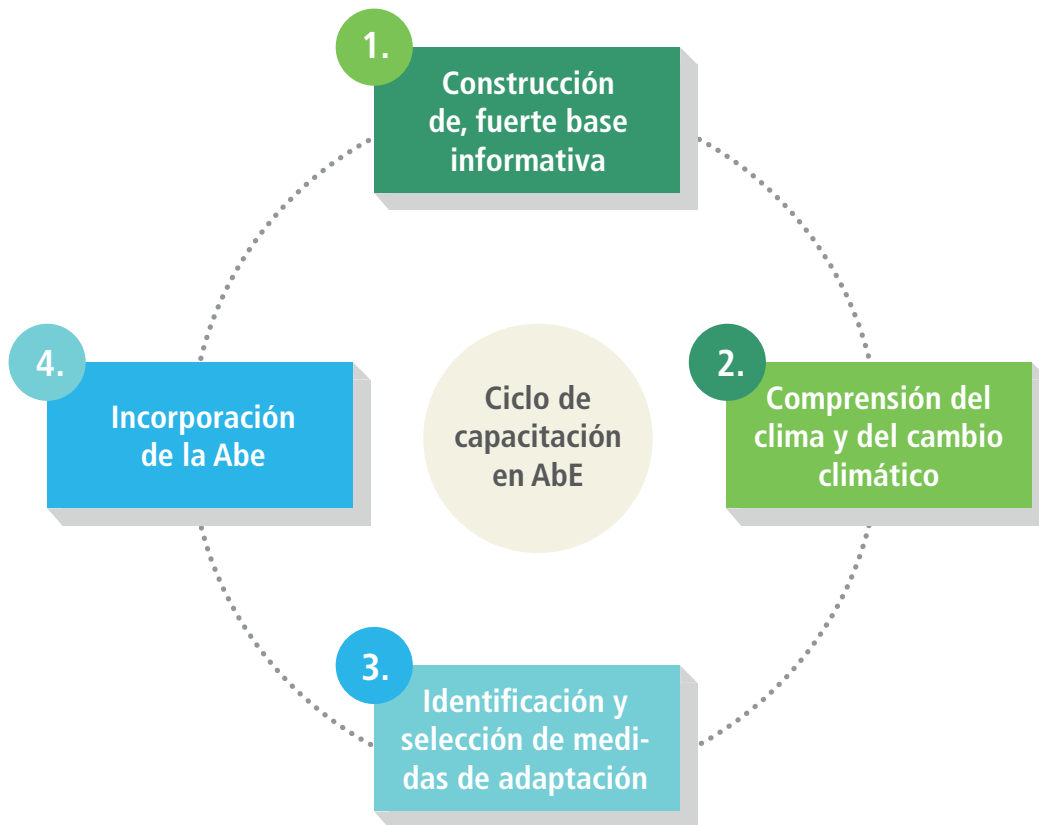 1.
Construcción
de, fuerte base
informativa
2.
Comprensión del
clima y del cambio
climático
3.
Identificación y
selección de medi-
das de adaptación
4.
Incorporación
de la Abe
Ciclo de
capacitación
en AbE